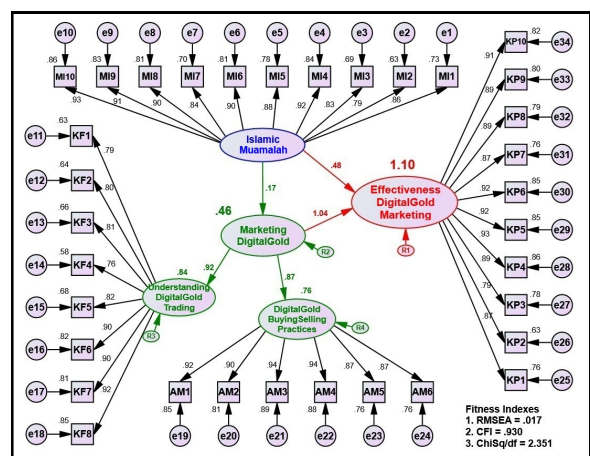 e10 e9 e8 e7 e6 e5 e4 e3 e2 e1
.86 .83 .81 .70 .81 .78 .84 .69 .63 .73
MI10 MI9 MI8 MI7 MI6 MI5 MI4 MI3 MI2 MI1
.93 .91 .90 .84 .90 .88 .92 .83 .79 .86
Islamic
Muamalah
.48
.17
1.10
Effectiveness
DigitalGold
Marketing
R1
1.04
.46
Marketing
DigitalGold
R2
.92
.87
.84
Understanding
DigitalGold
Trading
R3
.76
DigitalGold
BuyingSelling
Practices
R4
e11 .63 KF1 .79
e12 .64 KF2 .80
e13 .66 KF3 .81
e14 .58 KF4 .76
e15 .68 KF5 .82
e16 .82 KF6 .90
e17 .81 KF7 .90
e18 .85 KF8 .92
.92 .90 .94 .94 .87 .87
AM1 AM2 AM3 AM4 AM5 AM6
.85 .81 .89 .88 .76 .76
e19 e20 e21 e22 e23 e24
.91 KP10 .82 e34
.89 KP9 .80 e33
.89 KP8 .79 e32
.87 KP7 .76 e31
.92 KP6 .85 e30
.92 KP5 .85 e29
.93 KP4 .86 e28
.89 KP3 .78 e27
.79 KP2 .63 e26
.87 KP1 .76 e25
Fitness Indexes
1. RMSEA = .017
2. CFI = .930
3. ChiSq/df = 2.351